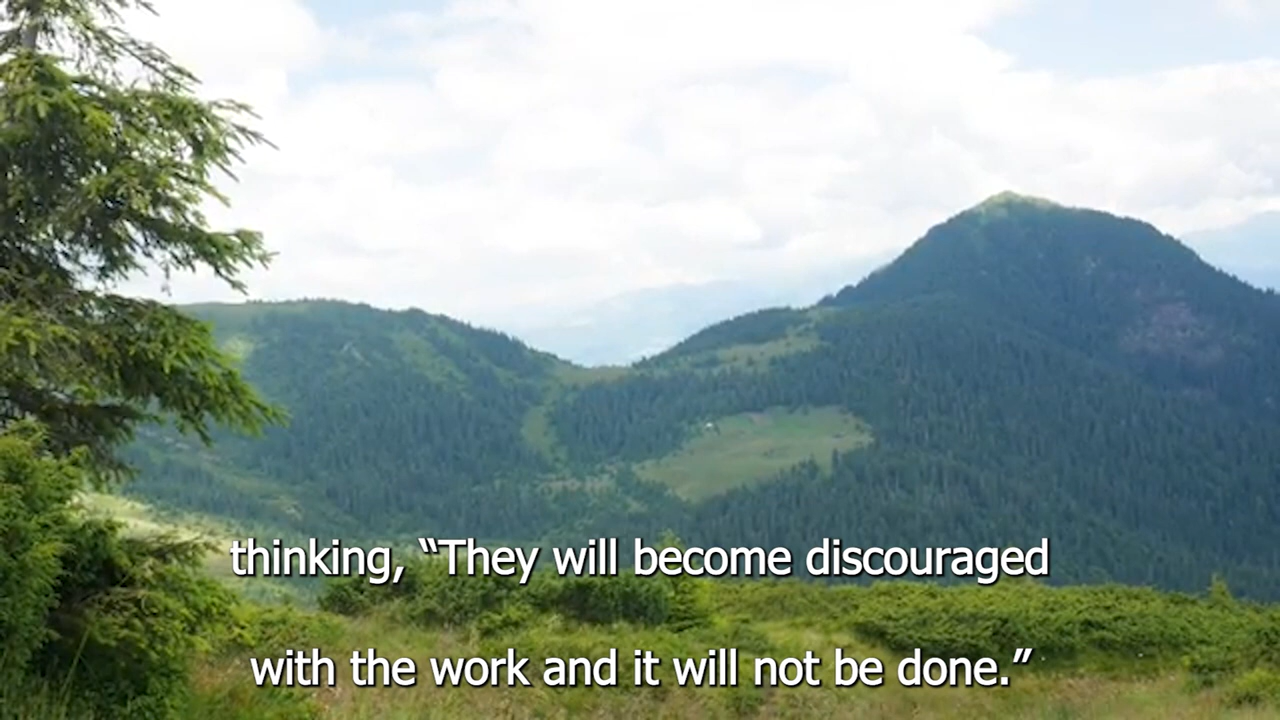 thinking, “They will become discouraged
with the work and it will not be done.”